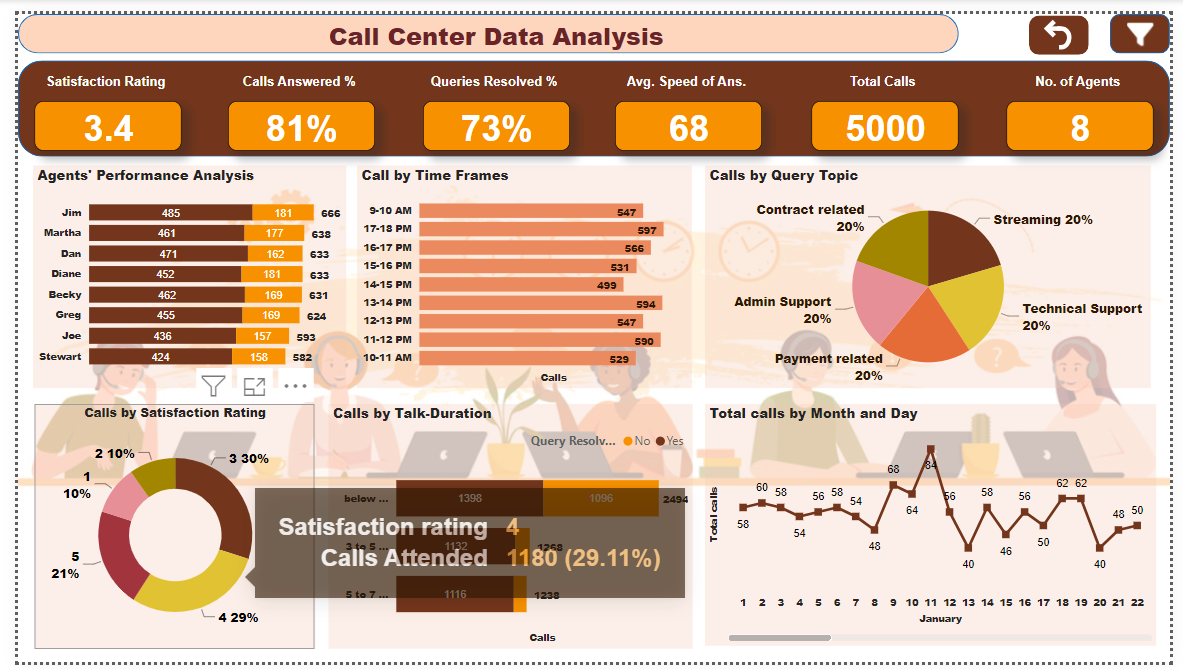 Call Center Data Analysis
Satisfaction Rating
Calls Answered %
Queries Resolved %
Avg. Speed of Ans.
Total Calls
No. of Agents
3.4
81%
73%
68
5000
8
Agents' Performance Analysis
Jim 485 181 666
Martha 461 177 638
Dan 471 162 633
Diane 452 181 633
Becky 462 169 631
Greg 455 169 624
Joe 436 157 593
Stewart 424 158 582
Call by Time Frames
9-10 AM 547
17-18 PM 597
16-17 PM 566
15-16 PM 531
14-15 PM 499
13-14 PM 594
12-13 PM 547
11-12 PM 590
10-11 AM 529
Calls
Calls by Query Topic
Contract related
20%
Streaming 20%
Admin Support
20%
Technical Support
20%
Payment related
20%
Calls by Satisfaction Rating
2 10%
3 30%
1
10%
5
21%
4 29%
Calls by Talk-Duration
Query Resolv... No Yes
below ... 1398 1096 2494
3 to 5 ... 1132 1268
5 to 7 ... 1116 1238
Calls
Satisfaction rating 4
Calls Attended 1180 (29.11%)
Total calls by Month and Day
Total calls
58 60 58 54 56 58 54 48 68 64 84 56 40 58 46 56 50 62 62 40 48 50
1 2 3 4 5 6 7 8 9 10 11 12 13 14 15 16 17 18 19 20 21 22
January